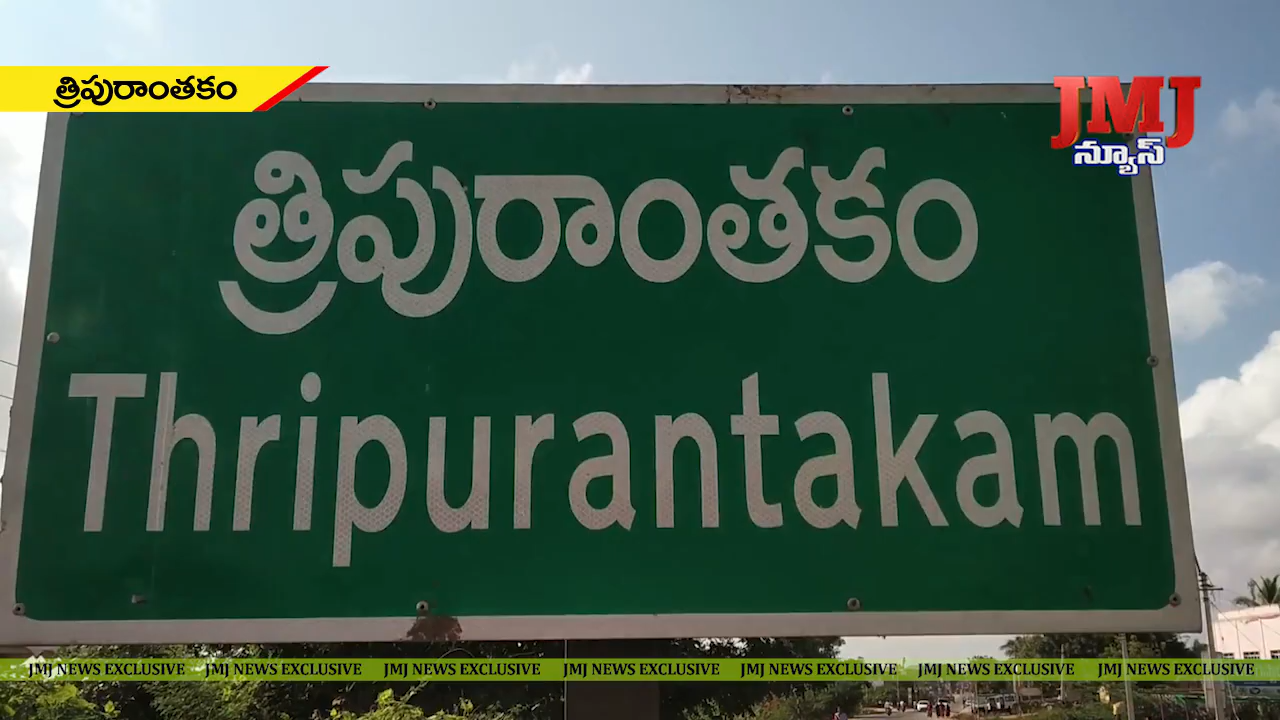 త్రిపురాంతకం
JMJ
న్యూస్
త్రిపురాంతకం
Thripurantakam
JMJ NEWS EXCLUSIVE JMJ NEWS EXCLUSIVE JMJ NEWS EXCLUSIVE JMJ NEWS EXCLUSIVE JMJ NEWS EXCLUSIVE JMJ NEWS EXCLUSIVE JMJ NEWS EXCLUSIVE